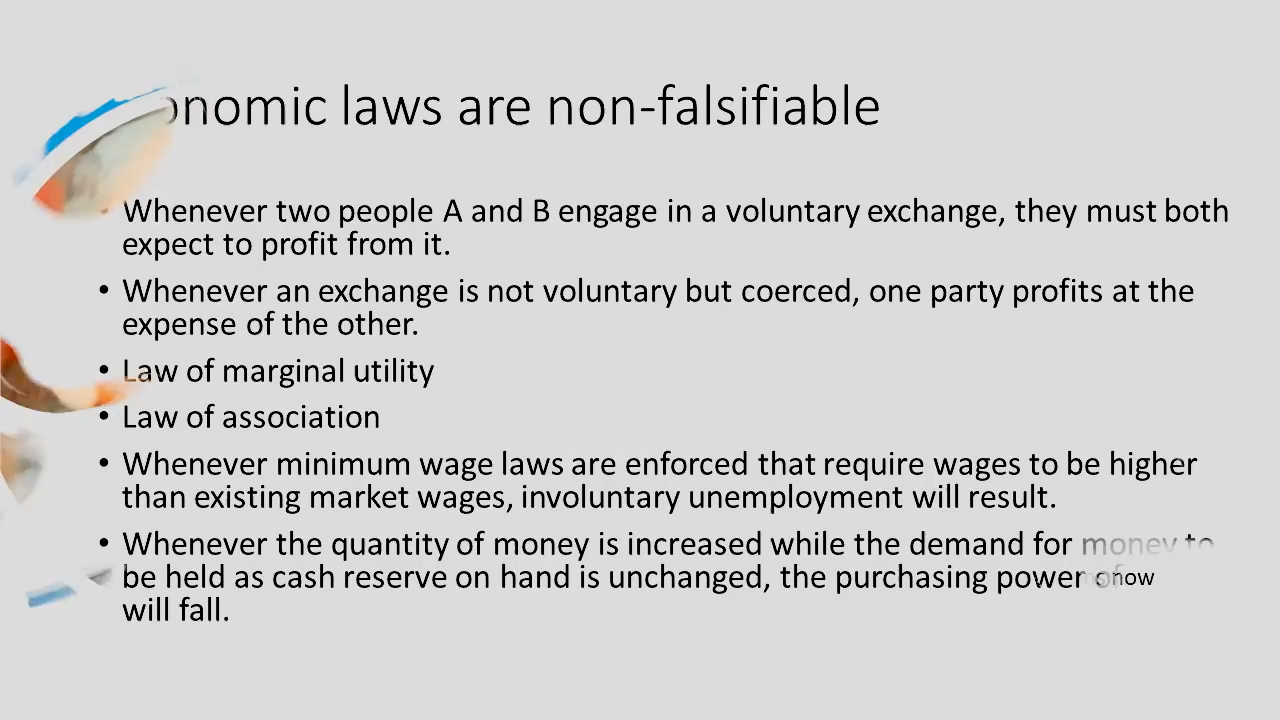 onomic laws are non-falsifiable
• Whenever two people A and B engage in a voluntary exchange, they must both
expect to profit from it.
• Whenever an exchange is not voluntary but coerced, one party profits at the
expense of the other.
• Law of marginal utility
• Law of association
• Whenever minimum wage laws are enforced that require wages to be higher
than existing market wages, involuntary unemployment will result.
• Whenever the quantity of money is increased while the demand for money to
be held as cash reserve on hand is unchanged, the purchasing power of
will fall.